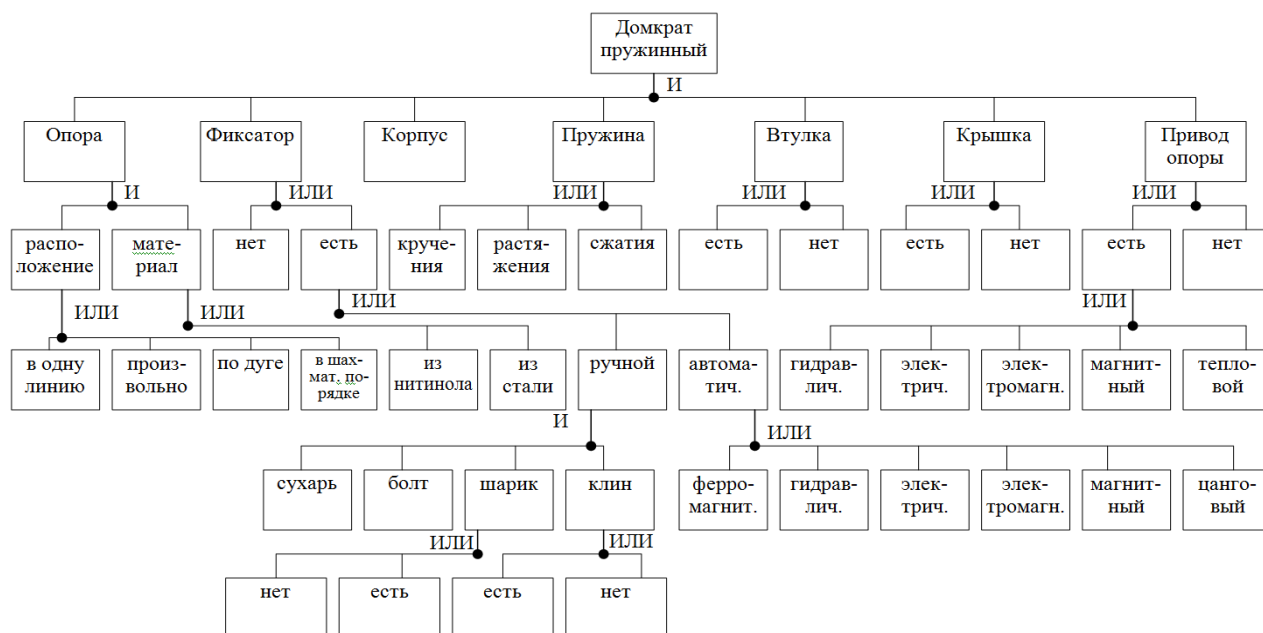 Домкрат
пружинный
И
Опора
Фиксатор
Корпус
Пружина
Втулка
Крышка
Привод
опоры
И
ИЛИ
ИЛИ
ИЛИ
ИЛИ
ИЛИ
распо-
ложение
мате-
риал
нет
есть
круче-
ния
растя-
жения
сжатия
есть
нет
есть
нет
есть
нет
ИЛИ
ИЛИ
ИЛИ
ИЛИ
в одну
линию
произ-
вольно
по дуге
в шах-
мат. по-
рядке
из
нитинола
из
стали
ручной
автома-
тич.
гидрав-
лич.
элек-
трич.
элек-
тромагн.
магнит-
ный
тепло-
вой
И
ИЛИ
сухарь
болт
шарик
клин
ферро-
магнит.
гидрав-
лич.
элек-
трич.
элек-
тромагн.
магнит-
ный
цанго-
вый
ИЛИ
ИЛИ
нет
есть
есть
нет